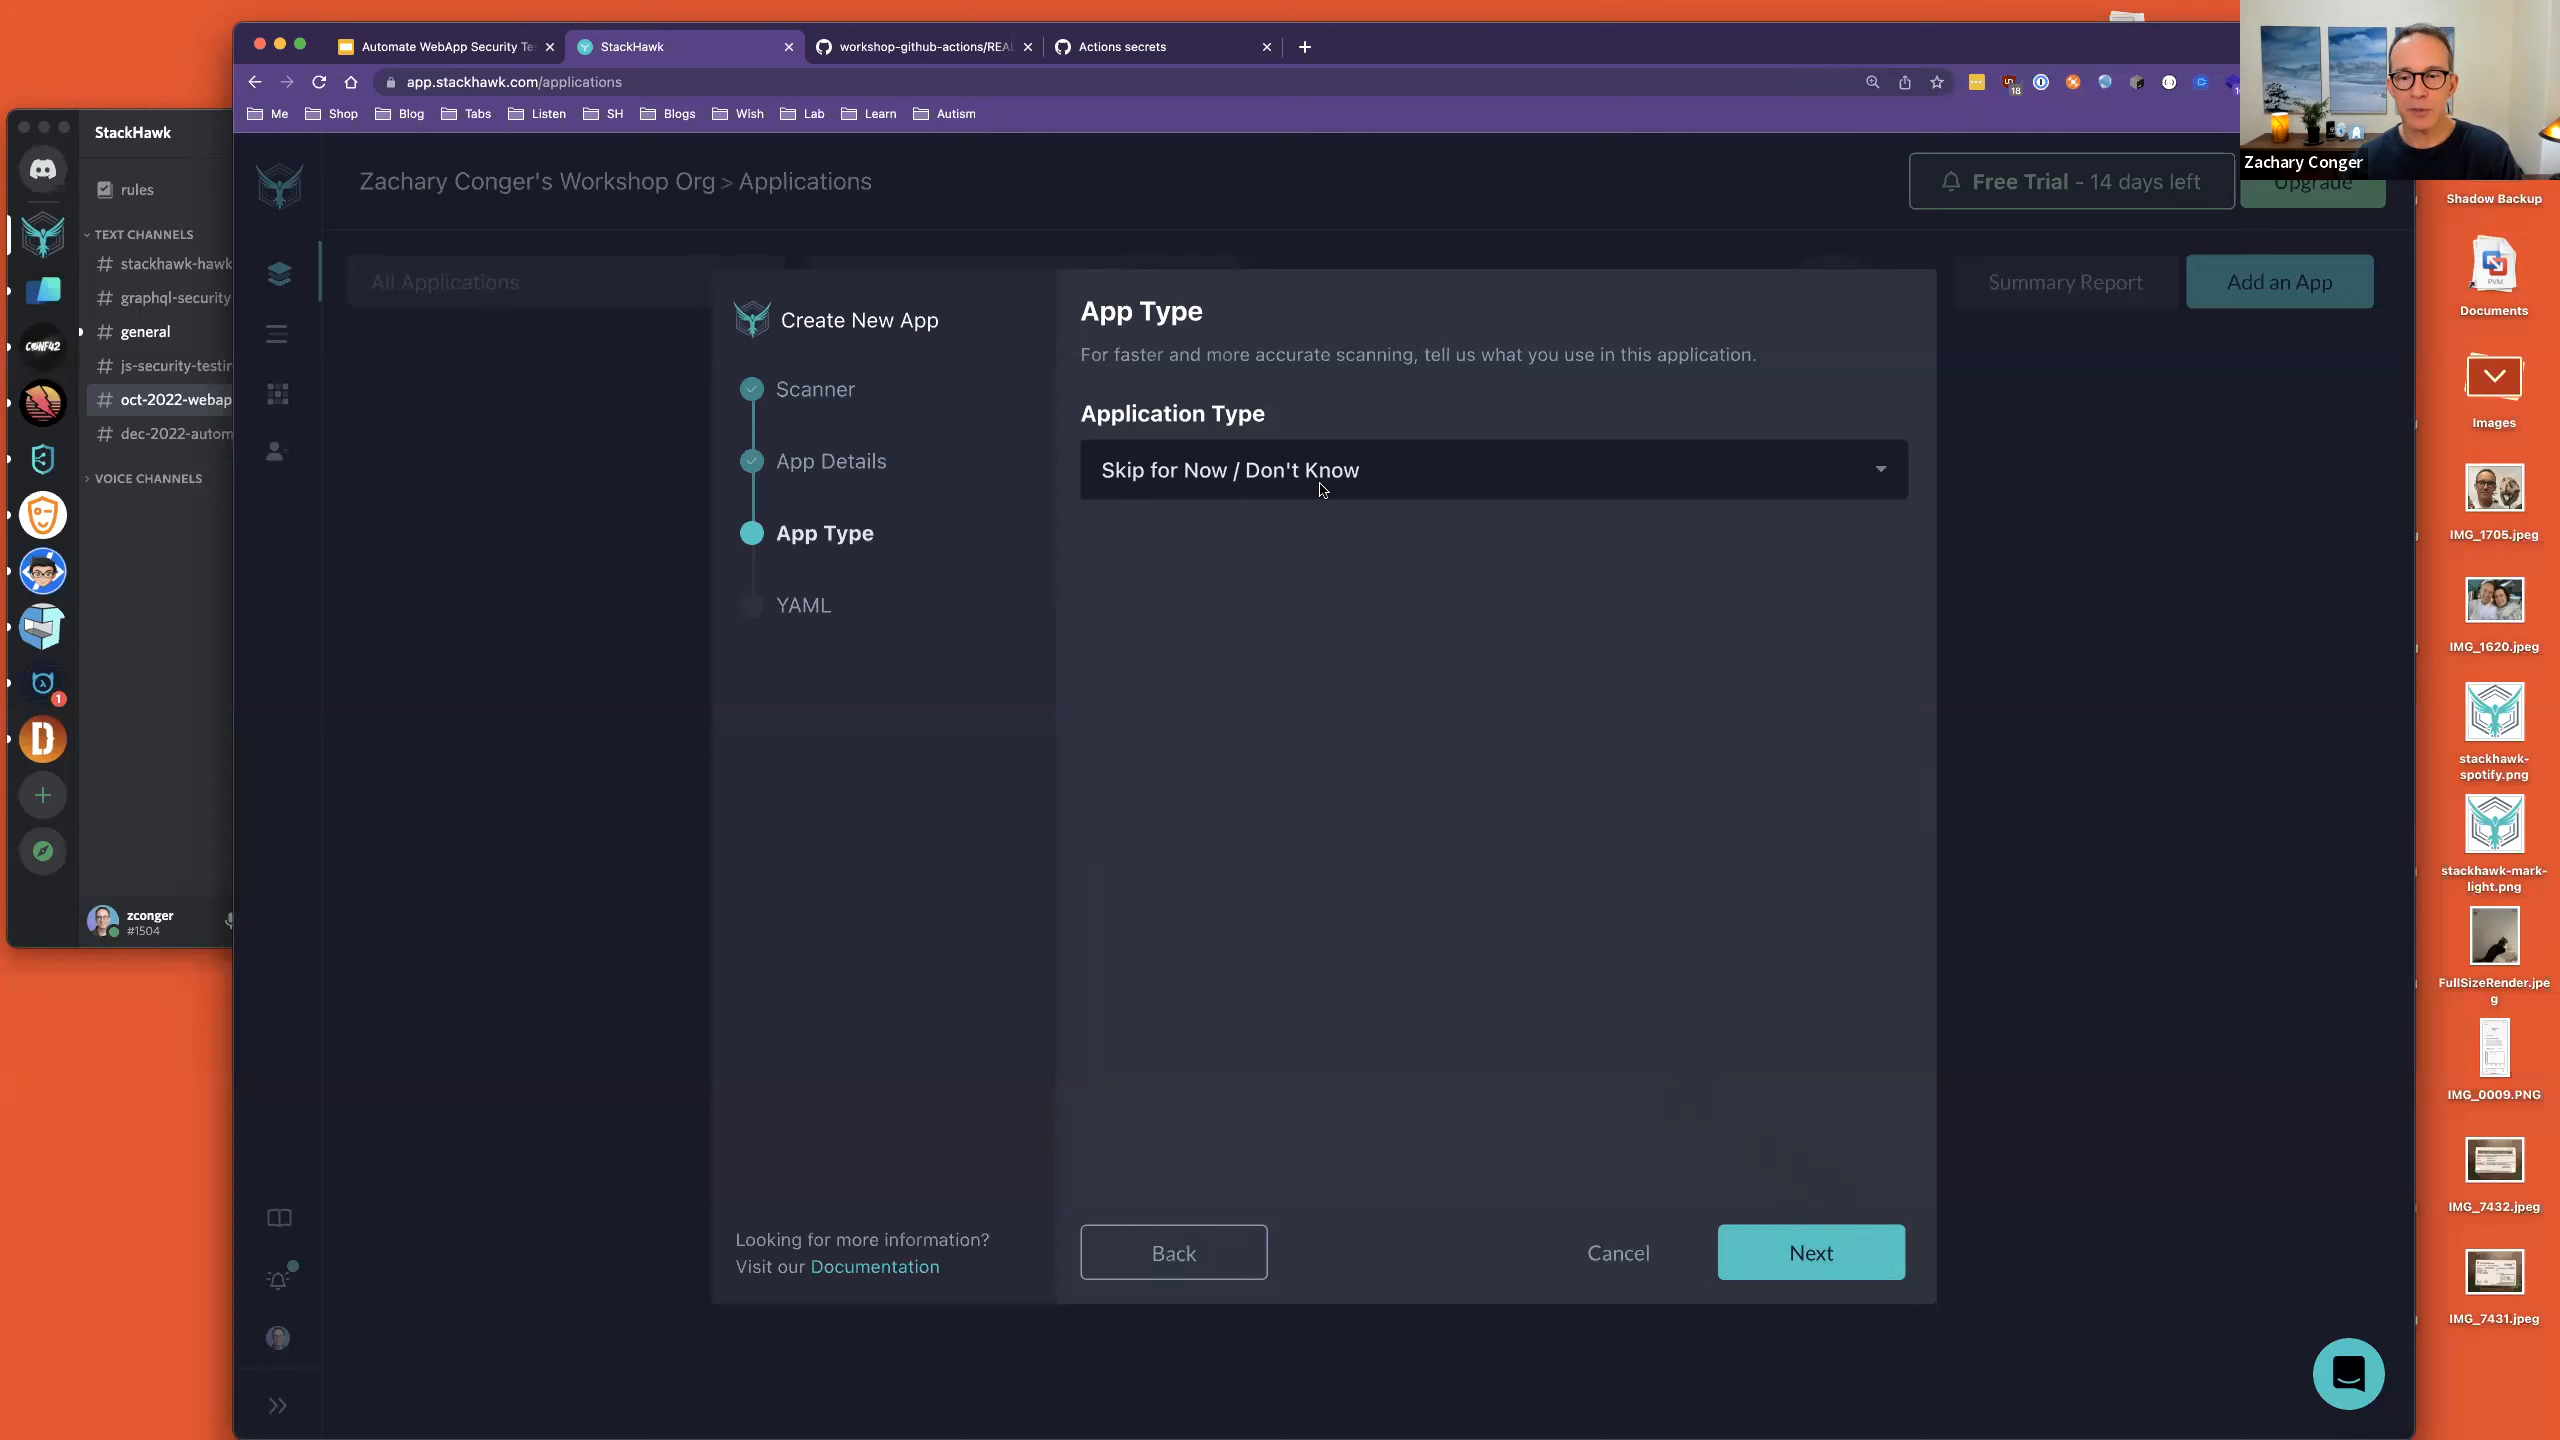 Automate WebApp Security Te
StackHawk
workshop-github-actions/REA
Actions secrets
app.stackhawk.com/applications
18
Me
Shop
Blog
Tabs
Listen
SH
Blogs
Wish
Lab
Learn
Autism
Zachary Conger
StackHawk
rules
TEXT CHANNELS
# stackhawk-hawk
# graphql-security
# general
# js-security-testin
# oct-2022-webap
# dec-2022-autom
VOICE CHANNELS
CONF42
1
zconger
#1504
Zachary Conger's Workshop Org > Applications
Free Trial - 14 days left
Upgrade
All Applications
Summary Report
Add an App
Create New App
Scanner
App Details
App Type
YAML
Looking for more information?
Visit our Documentation
App Type
For faster and more accurate scanning, tell us what you use in this application.
Application Type
Skip for Now / Don't Know
Back
Cancel
Next
Shadow Backup
PVM
Documents
Images
IMG_1705.jpeg
IMG_1620.jpeg
stackhawk-
spotify.png
stackhawk-mark-
light.png
FullSizeRender.jpe
g
IMG_0009.PNG
IMG_7432.jpeg
IMG_7431.jpeg